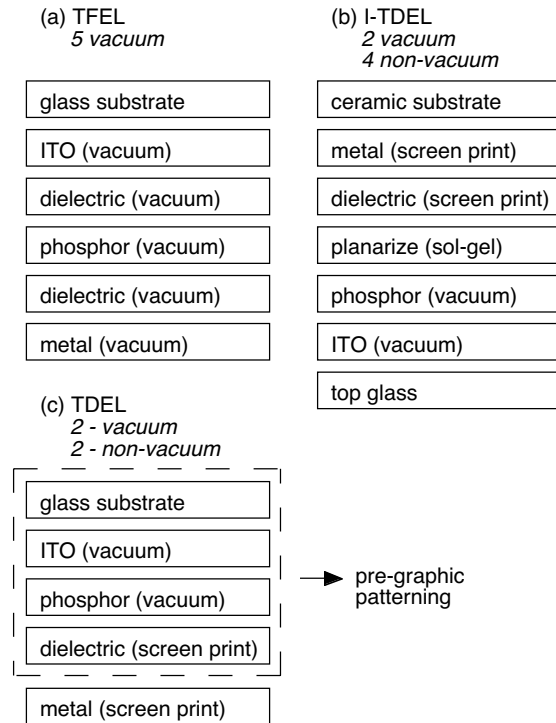 (a) TFEL
5 vacuum
glass substrate
ITO (vacuum)
dielectric (vacuum)
phosphor (vacuum)
dielectric (vacuum)
metal (vacuum)
(b) I-TDEL
2 vacuum
4 non-vacuum
ceramic substrate
metal (screen print)
dielectric (screen print)
planarize (sol-gel)
phosphor (vacuum)
ITO (vacuum)
top glass
(c) TDEL
2 - vacuum
2 - non-vacuum
glass substrate
ITO (vacuum)
phosphor (vacuum)
dielectric (screen print)
metal (screen print)
pre-graphic
patterning